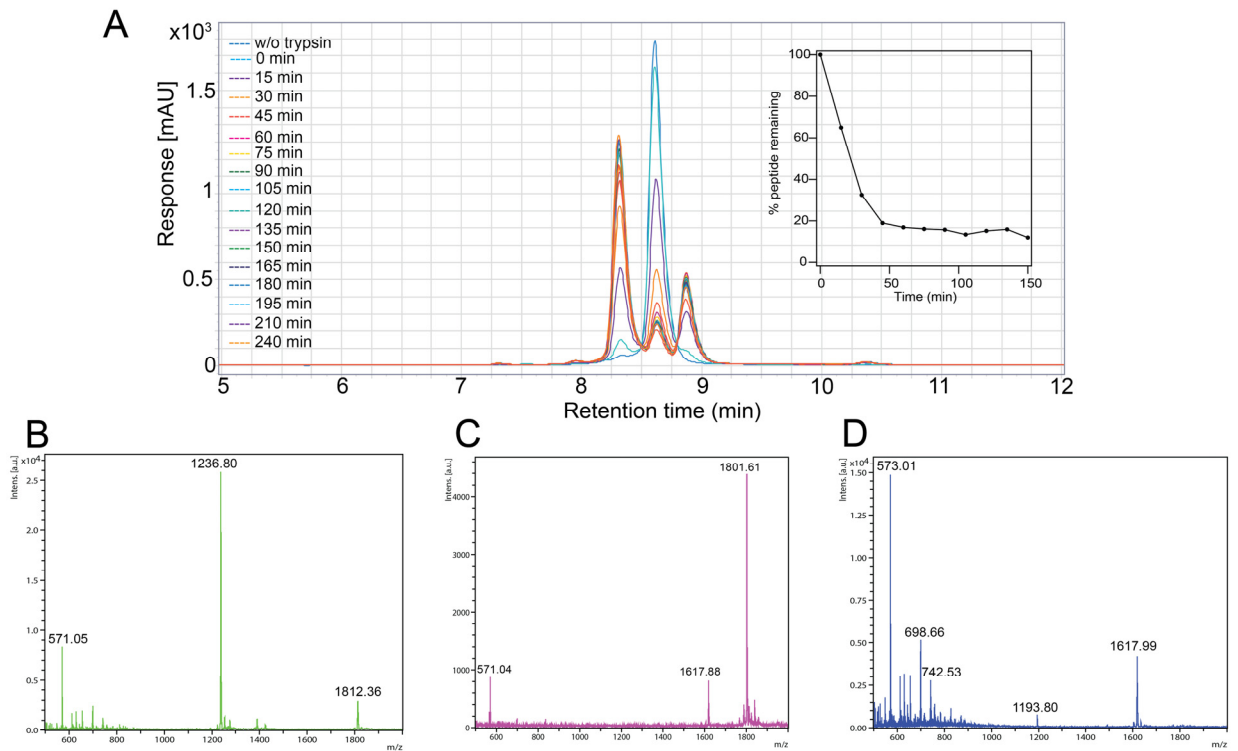 A
x10³
Response [mAU]
1.5
1
0.5
0
w/o trypsin
0 min
15 min
30 min
45 min
60 min
75 min
90 min
105 min
120 min
135 min
150 min
165 min
180 min
195 min
210 min
240 min
5 6 7 8 9 10 11 12
Retention time (min)
% peptide remaining
100
80
60
40
20
0
0 50 100 150
Time (min)
B
Intens. [a.u.]
x10⁴
2.5
2.0
1.5
1.0
0.5
0.0
1236.80
571.05
1812.36
600 800 1000 1200 1400 1600 1800
m/z
C
Intens. [a.u.]
4000
3000
2000
1000
0
1801.61
571.04
1617.88
600 800 1000 1200 1400 1600 1800
m/z
D
Intens. [a.u.]
x10⁴
1.50
1.25
1.00
0.75
0.50
0.25
0.00
573.01
698.66
742.53
1193.80
1617.99
600 800 1000 1200 1400 1600 1800
m/z